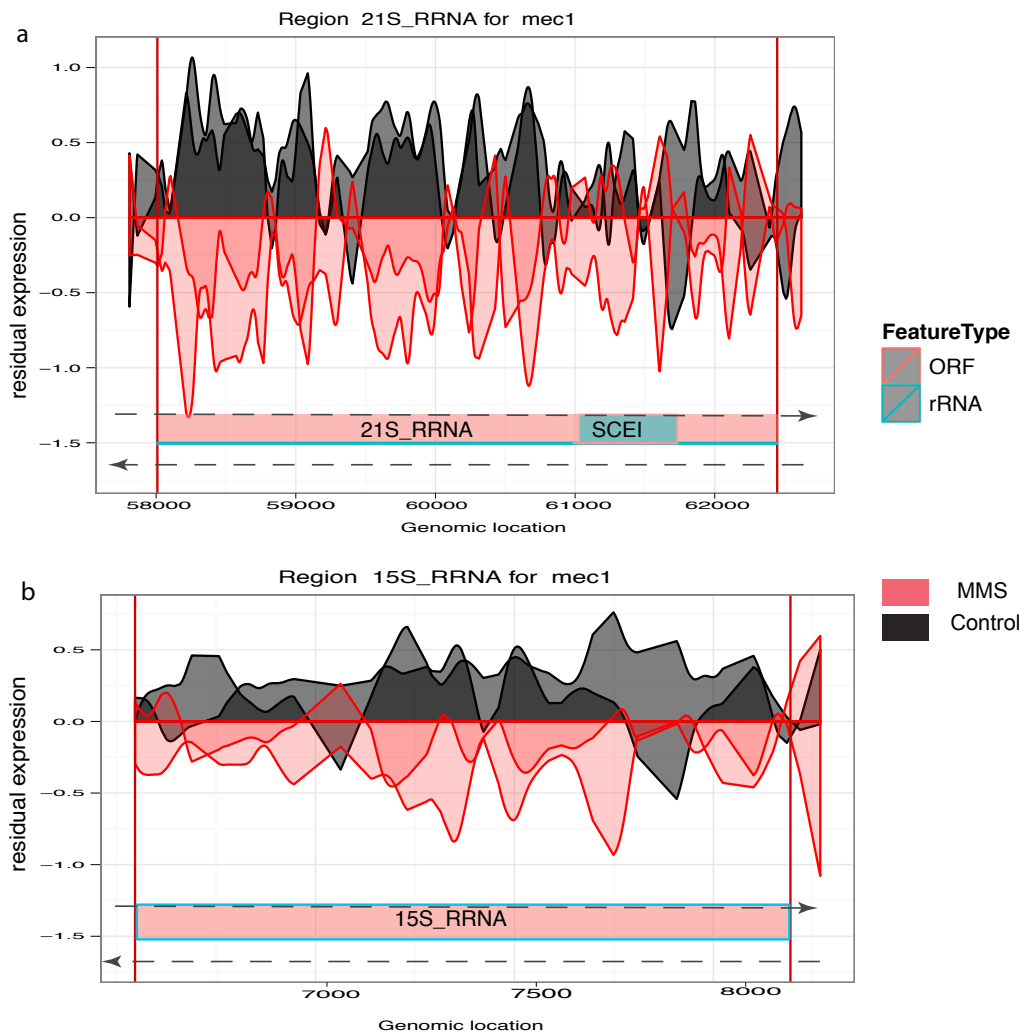 a
Region 21S_RRNA for mec1
1.0
0.5
0.0
−0.5
−1.0
−1.5
residual expression
21S_RRNA
SCEI
58000
59000
60000
61000
62000
Genomic location
FeatureType
ORF
rRNA
b
Region 15S_RRNA for mec1
0.5
0.0
−0.5
−1.0
−1.5
residual expression
15S_RRNA
7000
7500
8000
Genomic location
MMS
Control